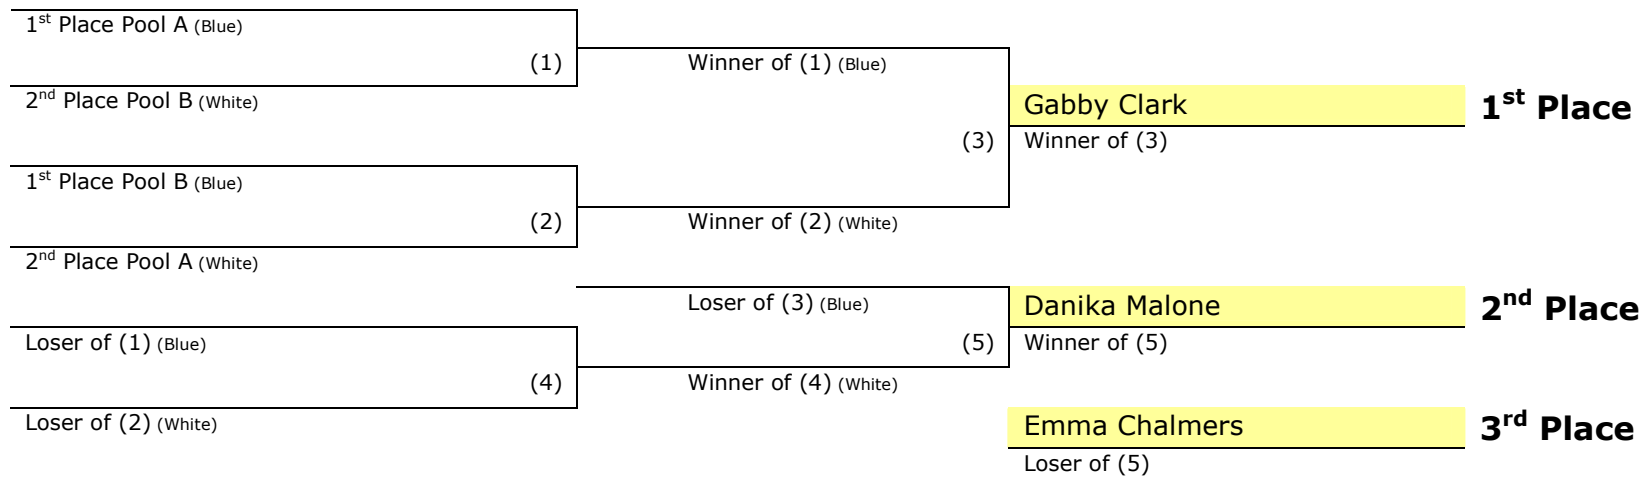 1st Place Pool A (Blue)
(1)
2nd Place Pool B (White)
Winner of (1) (Blue)
Gabby Clark
1st Place
(3)
Winner of (3)
1st Place Pool B (Blue)
(2)
Winner of (2) (White)
2nd Place Pool A (White)
Loser of (3) (Blue)
Danika Malone
2nd Place
Loser of (1) (Blue)
(5)
Winner of (5)
(4)
Winner of (4) (White)
Loser of (2) (White)
Emma Chalmers
3rd Place
Loser of (5)